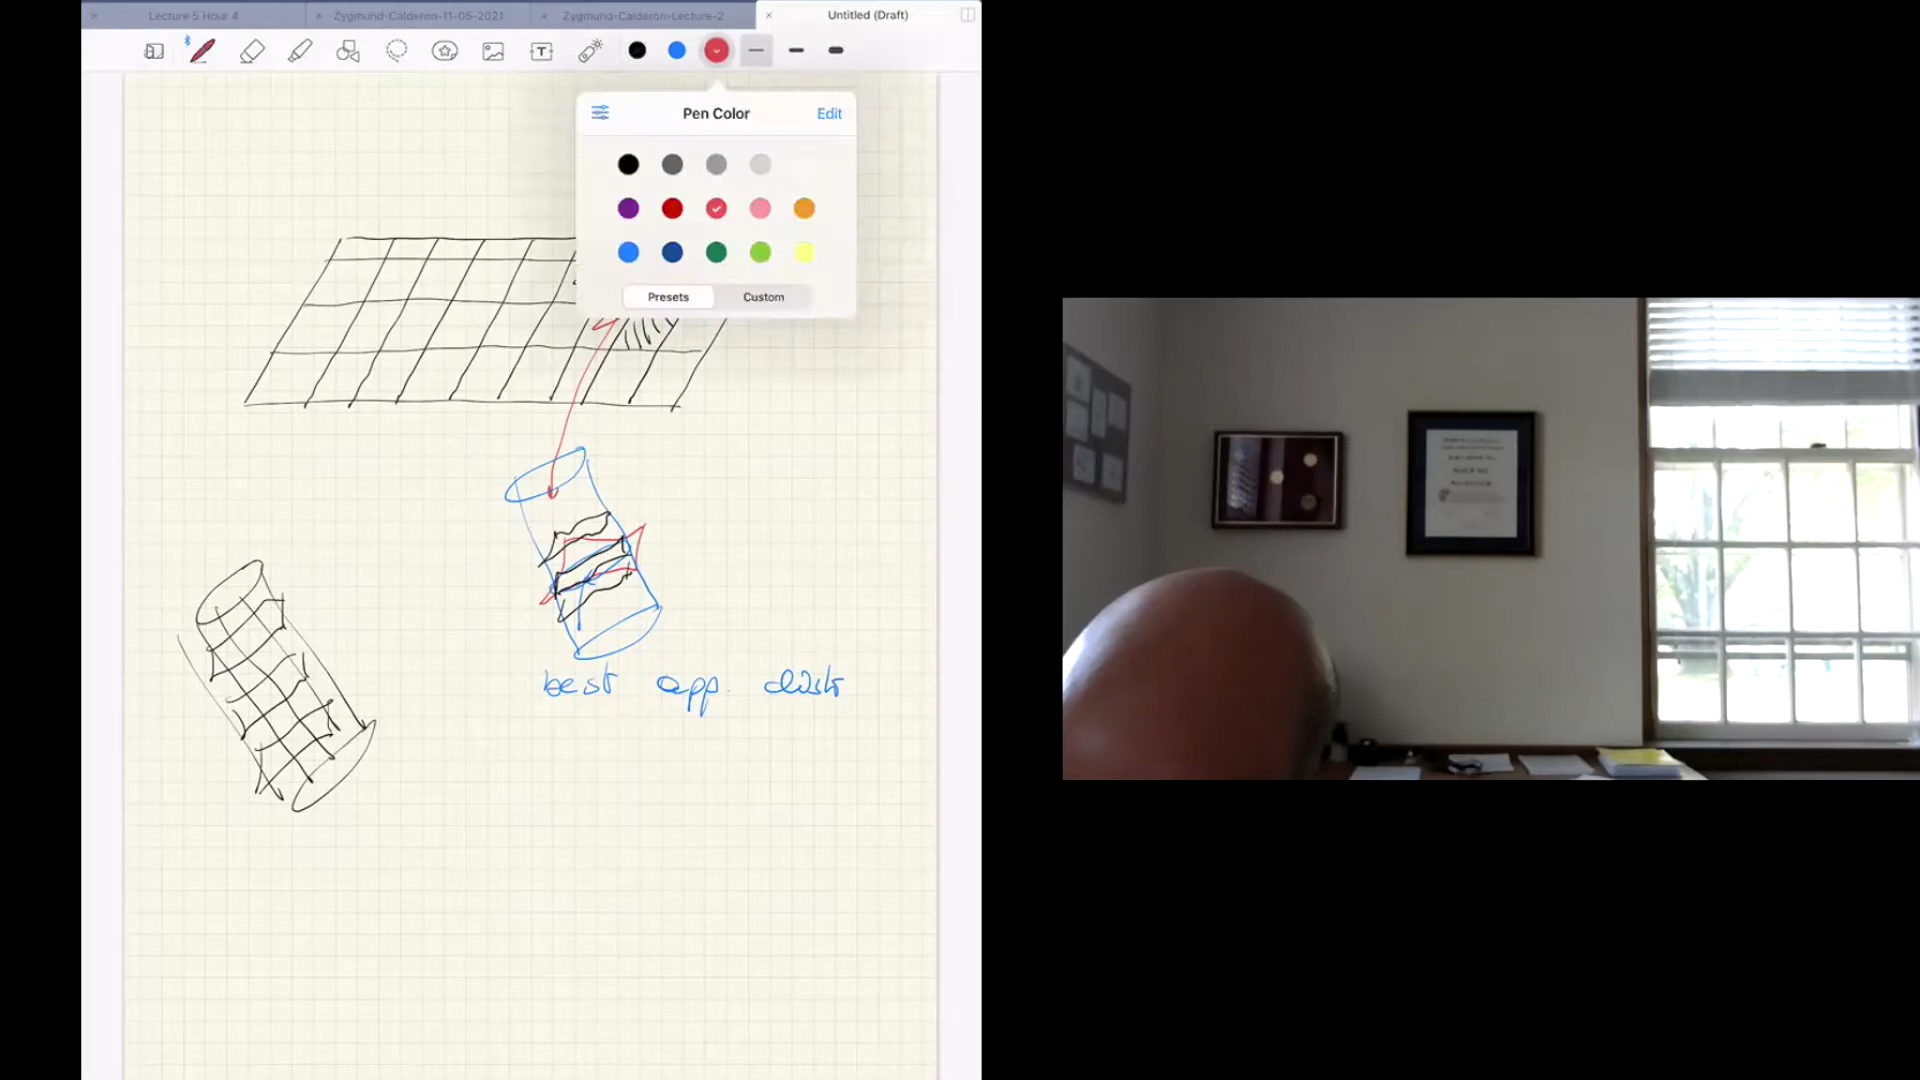 Lecture 5 Hour 4
Zygmund-Calderon-11-05-2021
Zygmund-Calderon-Lecture-2
Untitled (Draft)
T
Pen Color
Edit
Presets
Custom
best app. disk